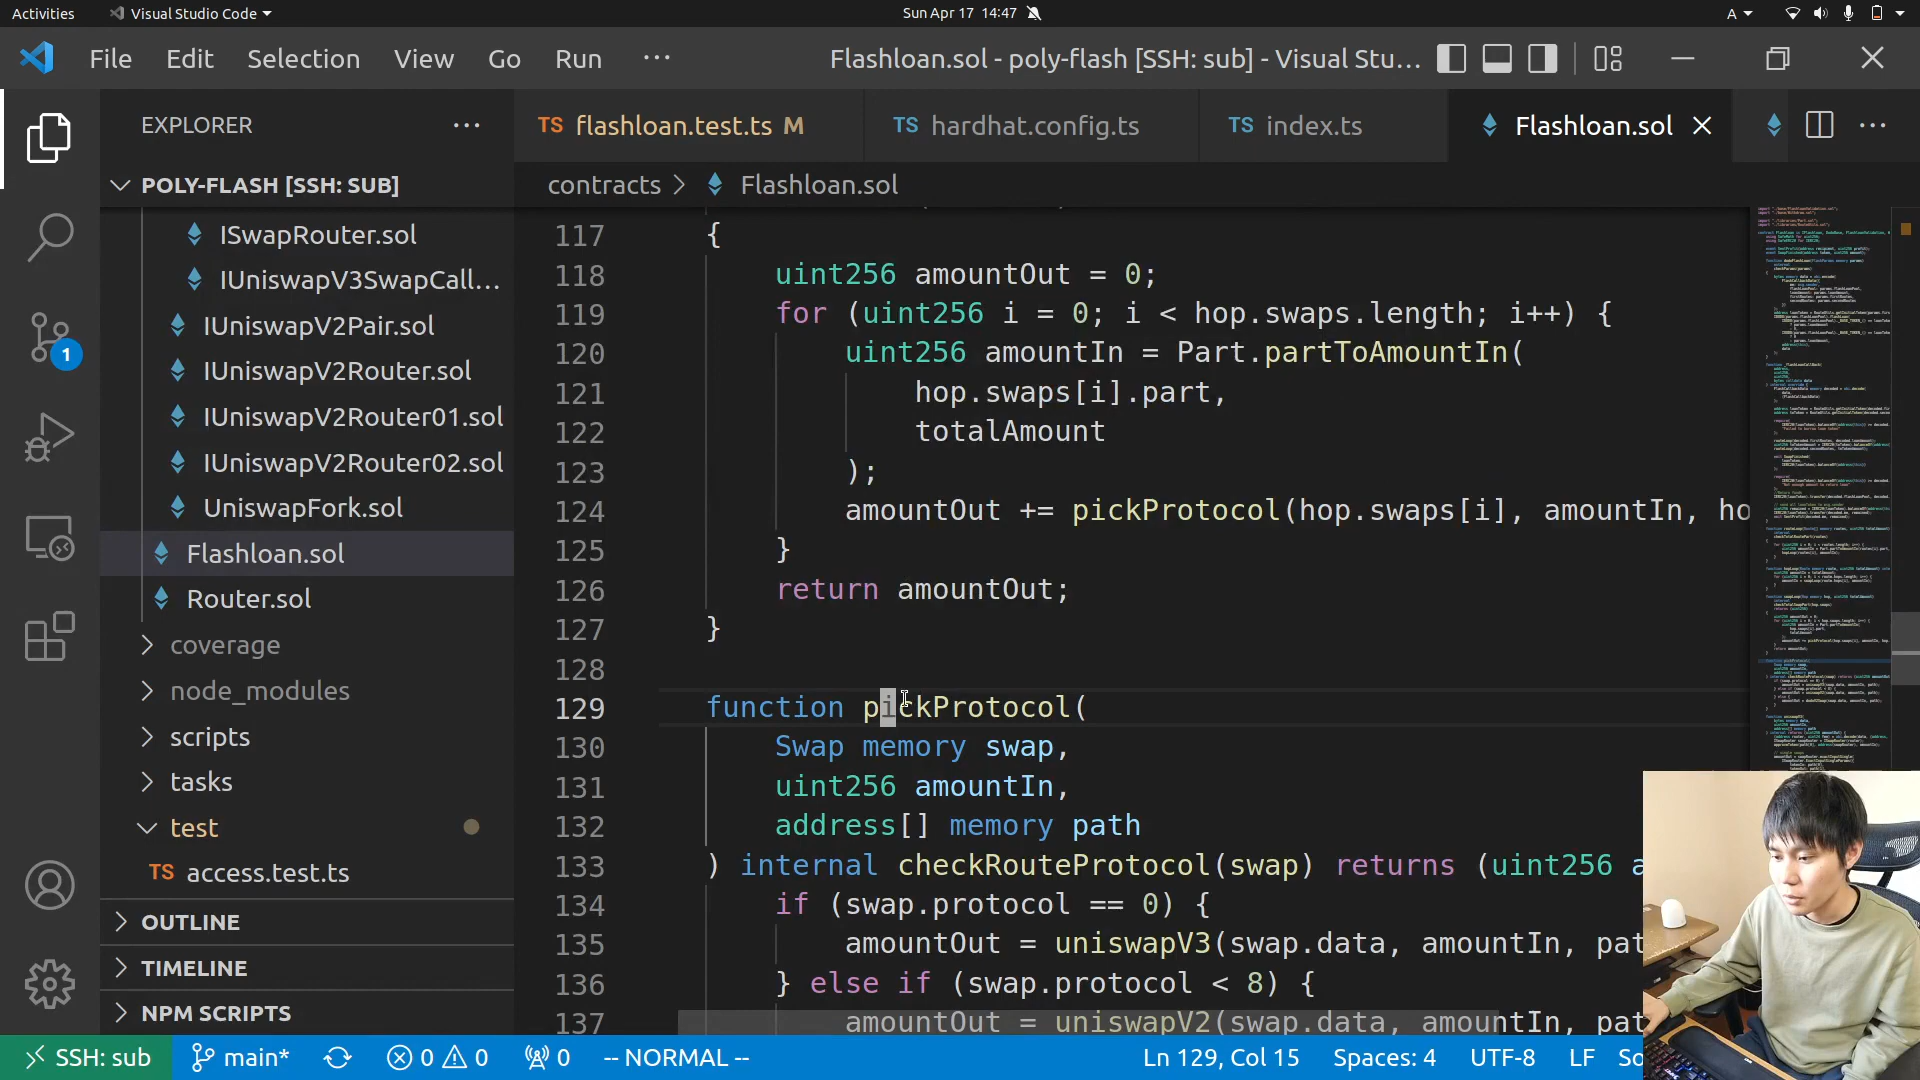 Activities
Visual Studio Code
Sun Apr 17 14:47
A
File Edit Selection View Go Run ···
Flashloan.sol - poly-flash [SSH: sub] - Visual Stu...
EXPLORER
TS flashloan.test.ts M
TS hardhat.config.ts
TS index.ts
Flashloan.sol
POLY-FLASH [SSH: SUB]
contracts > Flashloan.sol
ISwapRouter.sol
IUniswapV3SwapCall...
IUniswapV2Pair.sol
IUniswapV2Router.sol
IUniswapV2Router01.sol
IUniswapV2Router02.sol
UniswapFork.sol
Flashloan.sol
Router.sol
coverage
node_modules
scripts
tasks
test
TS access.test.ts
OUTLINE
TIMELINE
NPM SCRIPTS
1
117 {
118 uint256 amountOut = 0;
119 for (uint256 i = 0; i < hop.swaps.length; i++) {
120 uint256 amountIn = Part.partToAmountIn(
121 hop.swaps[i].part,
122 totalAmount
123 );
124 amountOut += pickProtocol(hop.swaps[i], amountIn, ho
125 }
126 return amountOut;
127 }
128
129 function pickProtocol(
130 Swap memory swap,
131 uint256 amountIn,
132 address[] memory path
133 ) internal checkRouteProtocol(swap) returns (uint256 a
134 if (swap.protocol == 0) {
135 amountOut = uniswapV3(swap.data, amountIn, pat
136 } else if (swap.protocol < 8) {
137 amountOut = uniswapV2(swap.data, amountIn, pat
SSH: sub
main*
0 0
0
-- NORMAL --
Ln 129, Col 15
Spaces: 4
UTF-8
LF
So